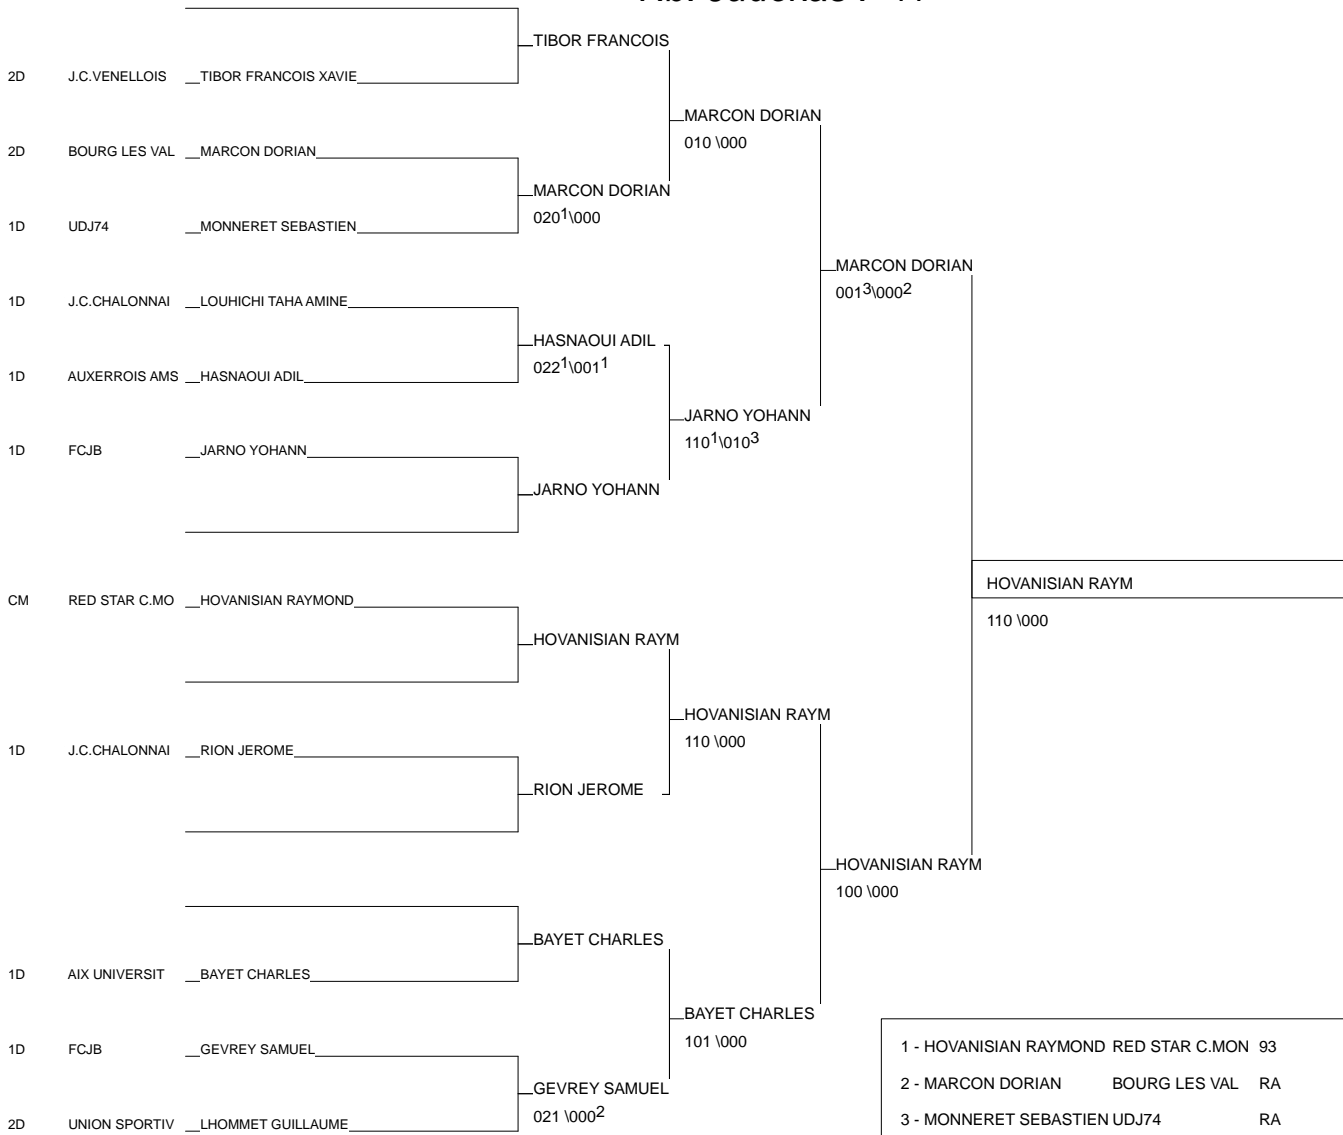 TIBOR FRANCOIS
2D J.C.VENELLOIS TIBOR FRANCOIS XAVIE
MARCON DORIAN
010 \000
2D BOURG LES VAL MARCON DORIAN
MARCON DORIAN
020¹\000
1D UDJ74 MONNERET SEBASTIEN
MARCON DORIAN
001³\000²
1D J.C.CHALONNAI LOUHICHI TAHA AMINE
HASNAOUI ADIL
022¹\001¹
1D AUXERROIS AMS HASNAOUI ADIL
JARNO YOHANN
110¹\010³
1D FCJB JARNO YOHANN
JARNO YOHANN
HOVANISIAN RAYM
110 \000
CM RED STAR C.MO HOVANISIAN RAYMOND
HOVANISIAN RAYM
HOVANISIAN RAYM
110 \000
1D J.C.CHALONNAI RION JEROME
RION JEROME
HOVANISIAN RAYM
100 \000
BAYET CHARLES
1D AIX UNIVERSIT BAYET CHARLES
BAYET CHARLES
101 \000
1D FCJB GEVREY SAMUEL
GEVREY SAMUEL
021 \000²
2D UNION SPORTIV LHOMMET GUILLAUME
1 - HOVANISIAN RAYMOND RED STAR C.MON 93
2 - MARCON DORIAN BOURG LES VAL RA
3 - MONNERET SEBASTIEN UDJ74 RA